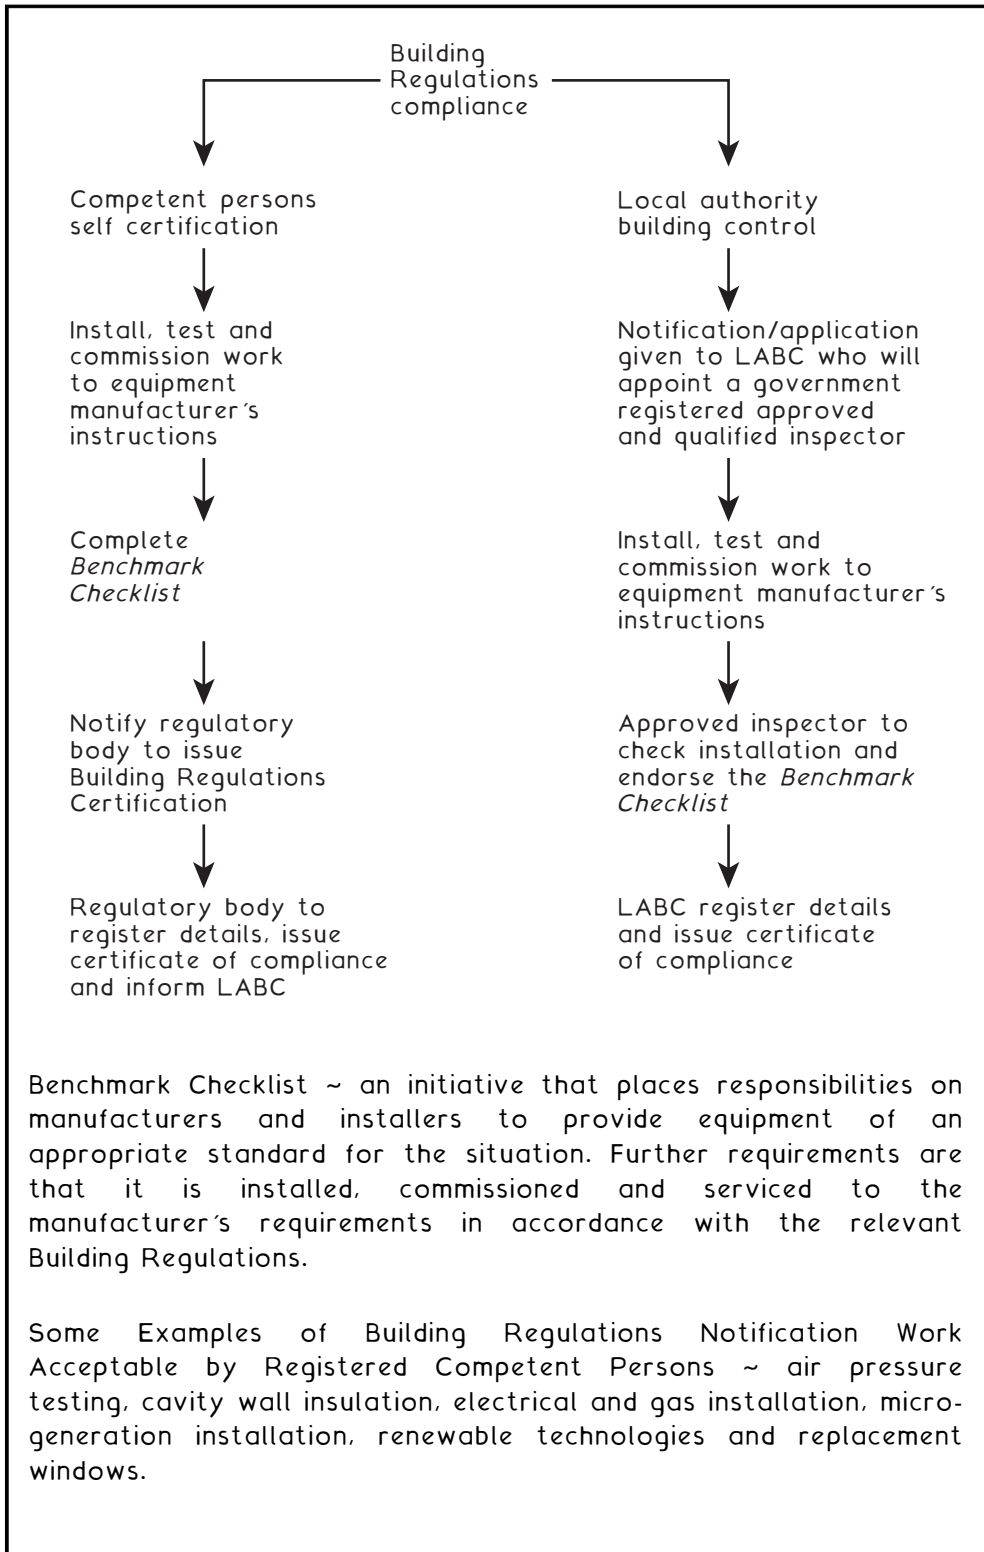 Building
Regulations
compliance
Competent persons
self certification
Install, test and
commission work
to equipment
manufacturer´s
instructions
Complete
Benchmark
Checklist
Notify regulatory
body to issue
Building Regulations
Certification
Regulatory body to
register details, issue
certificate of compliance
and inform LABC
Local authority
building control
Notification/application
given to LABC who will
appoint a government
registered approved
and qualified inspector
Install, test and
commission work to
equipment manufacturer´s
instructions
Approved inspector to
check installation and
endorse the Benchmark
Checklist
LABC register details
and issue certificate
of compliance
Benchmark Checklist ~ an initiative that places responsibilities on
manufacturers and installers to provide equipment of an
appropriate standard for the situation. Further requirements are
that it is installed, commissioned and serviced to the
manufacturer´s requirements in accordance with the relevant
Building Regulations.
Some Examples of Building Regulations Notification Work
Acceptable by Registered Competent Persons ~ air pressure
testing, cavity wall insulation, electrical and gas installation, micro-
generation installation, renewable technologies and replacement
windows.